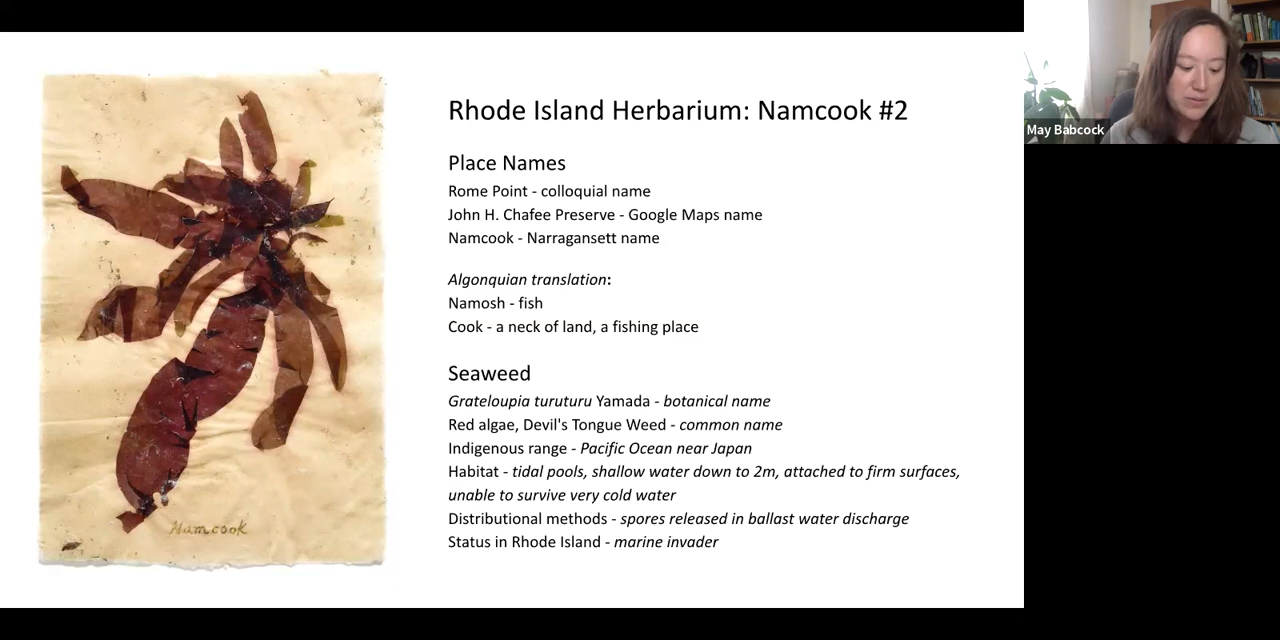 Rhode Island Herbarium: Namcook #2
Place Names
Rome Point - colloquial name
John H. Chafee Preserve - Google Maps name
Namcook - Narragansett name
Algonquian translation:
Namosh - fish
Cook - a neck of land, a fishing place
Seaweed
Grateloupia turuturu Yamada - botanical name
Red algae, Devil's Tongue Weed - common name
Indigenous range - Pacific Ocean near Japan
Habitat - tidal pools, shallow water down to 2m, attached to firm surfaces,
unable to survive very cold water
Distributional methods - spores released in ballast water discharge
Status in Rhode Island - marine invader
Namcook
May Babcock